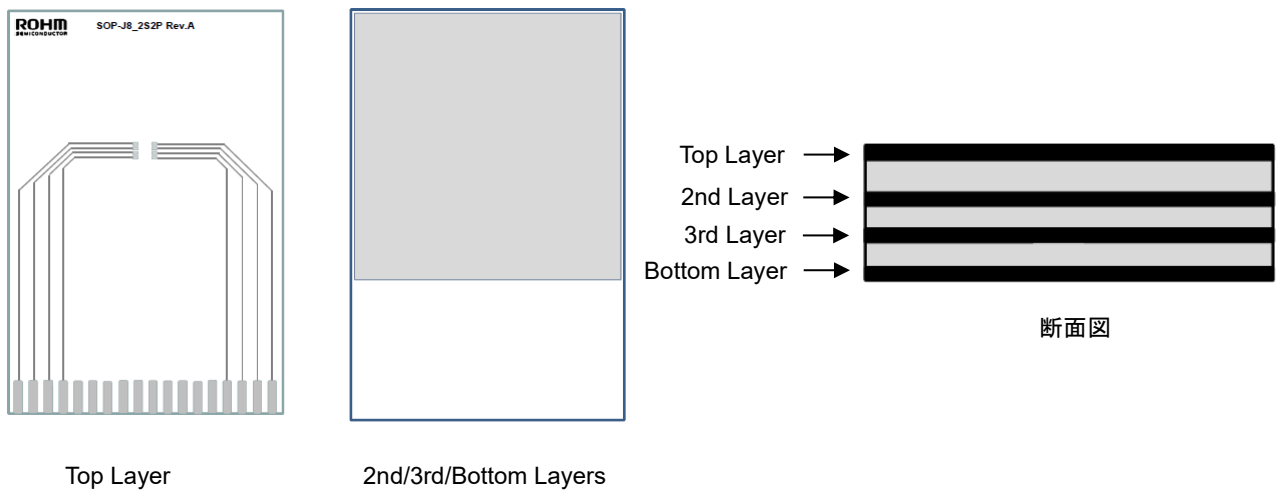 ROHM
SEMICONDUCTOR
SOP-J8_2S2P Rev.A
Top Layer
2nd Layer
3rd Layer
Bottom Layer
断面図
Top Layer
2nd/3rd/Bottom Layers